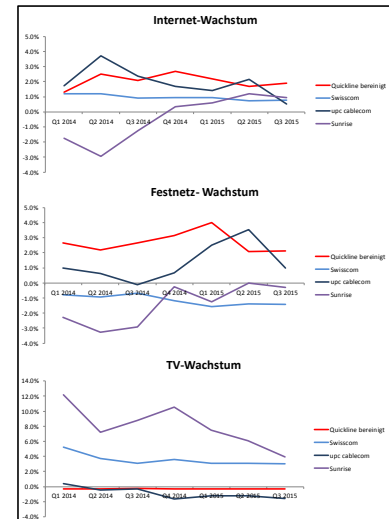 Internet-Wachstum
5.0%
4.0%
3.0%
2.0%
1.0%
0.0%
-1.0%
-2.0%
-3.0%
-4.0%
Q1 2014 Q2 2014 Q3 2014 Q4 2014 Q1 2015 Q2 2015 Q3 2015
Quickline bereinigt
Swisscom
upc cablecom
Sunrise
Festnetz- Wachstum
5.0%
4.0%
3.0%
2.0%
1.0%
0.0%
-1.0%
-2.0%
-3.0%
-4.0%
Q1 2014 Q2 2014 Q3 2014 Q4 2014 Q1 2015 Q2 2015 Q3 2015
Quickline bereinigt
Swisscom
upc cablecom
Sunrise
TV-Wachstum
14.0%
12.0%
10.0%
8.0%
6.0%
4.0%
2.0%
0.0%
-2.0%
-4.0%
Q1 2014 Q2 2014 Q3 2014 Q4 2014 Q1 2015 Q2 2015 Q3 2015
Quickline bereinigt
Swisscom
upc cablecom
Sunrise